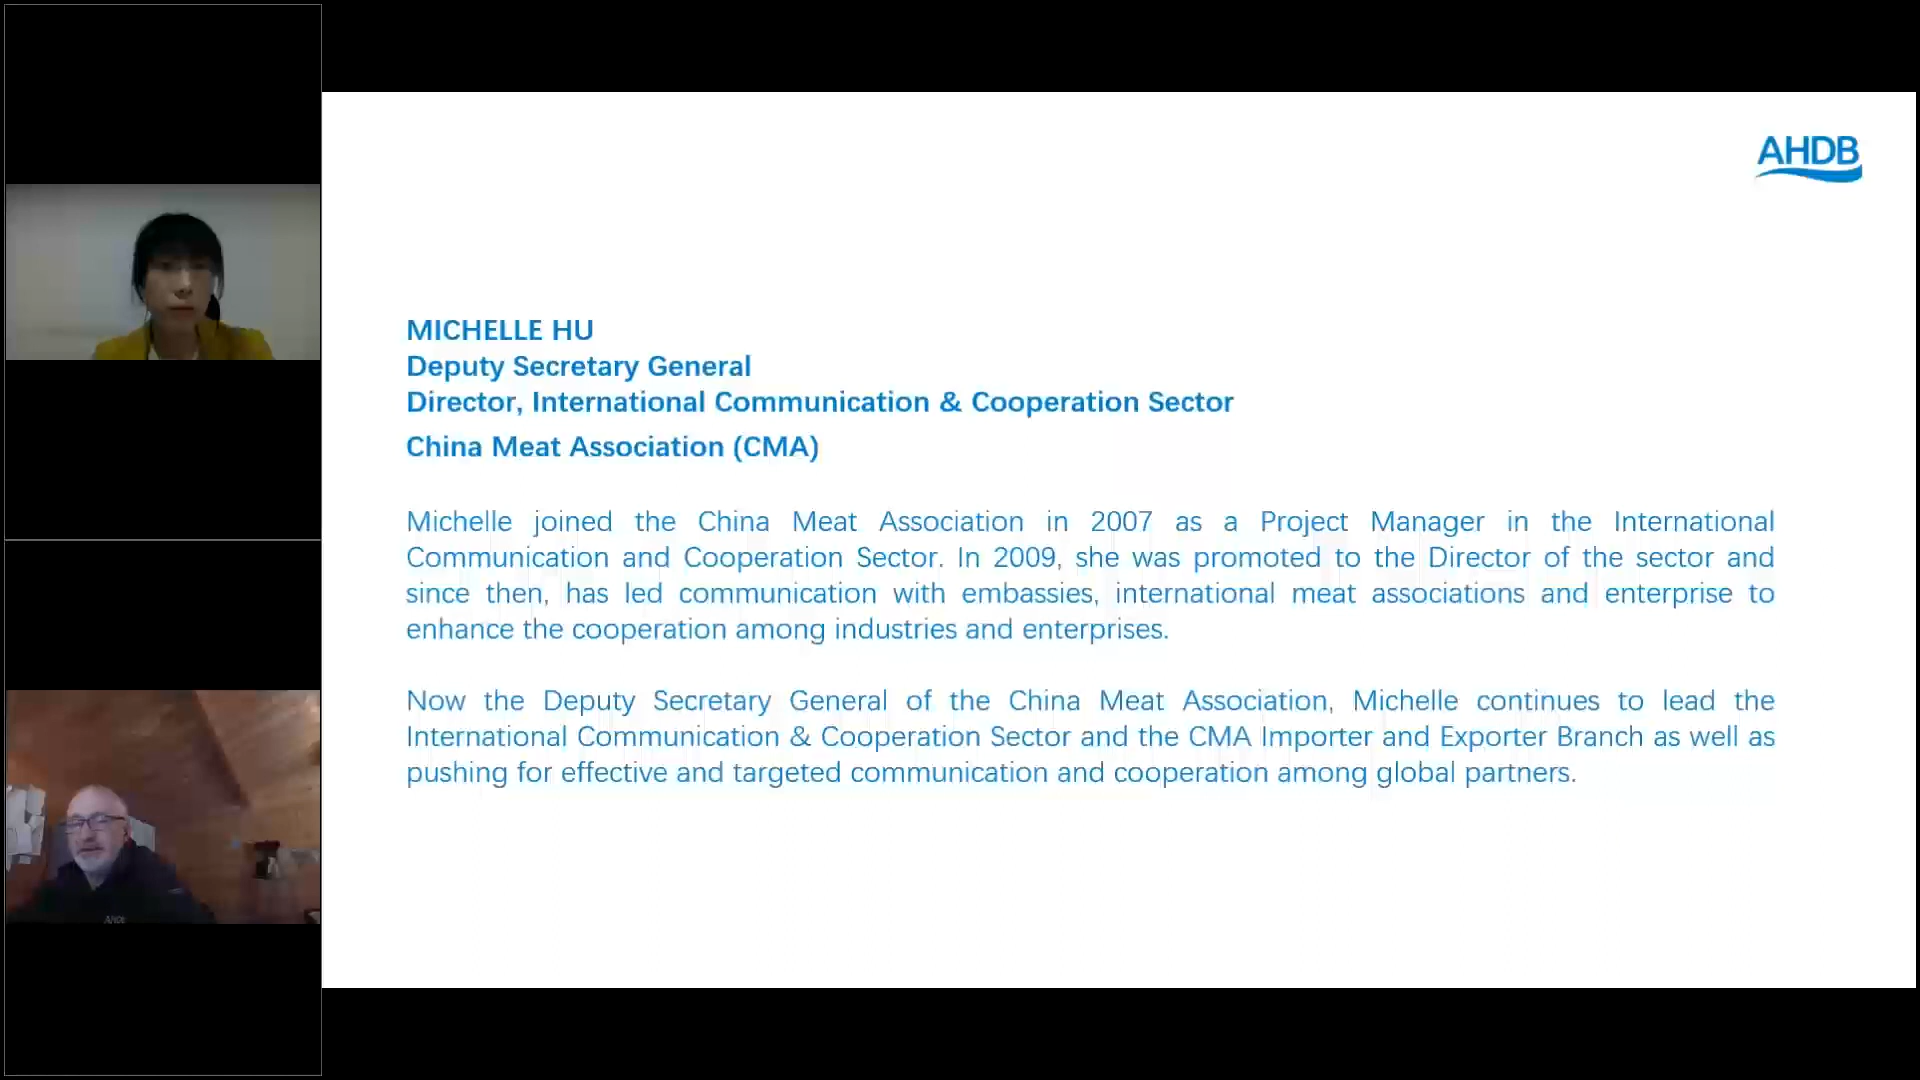 AHDB
MICHELLE HU
Deputy Secretary General
Director, International Communication & Cooperation Sector
China Meat Association (CMA)
Michelle joined the China Meat Association in 2007 as a Project Manager in the International
Communication and Cooperation Sector. In 2009, she was promoted to the Director of the sector and
since then, has led communication with embassies, international meat associations and enterprise to
enhance the cooperation among industries and enterprises.
Now the Deputy Secretary General of the China Meat Association, Michelle continues to lead the
International Communication & Cooperation Sector and the CMA Importer and Exporter Branch as well as
pushing for effective and targeted communication and cooperation among global partners.
AHDB